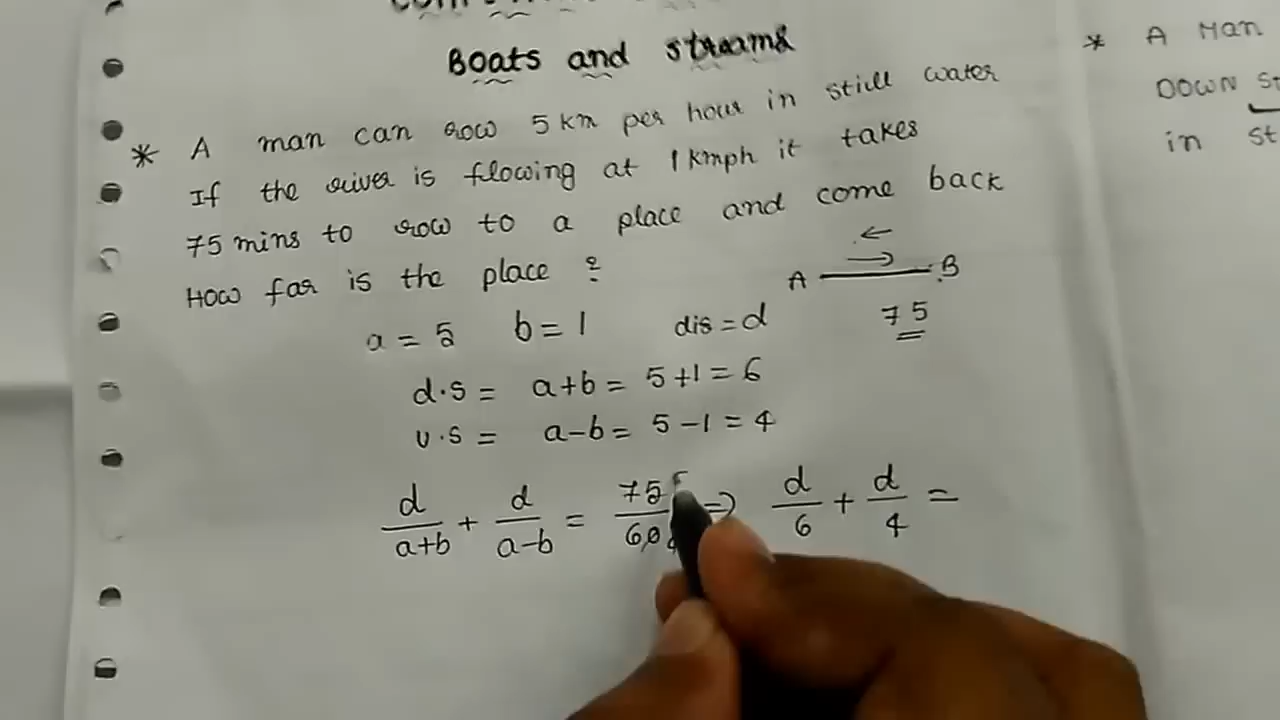 Boats and streams
* A man can row 5 km per hour in still water
If the river is flowing at 1 kmph it takes
75 mins to row to a place and come back
How far is the place ?
A B
75
a = 5 b = 1 dis = d
d.s = a+b = 5+1 = 6
u.s = a-b = 5-1 = 4
d/(a+b) + d/(a-b) = 75/60 ⇒ d/6 + d/4 =
* A Man
Down
in